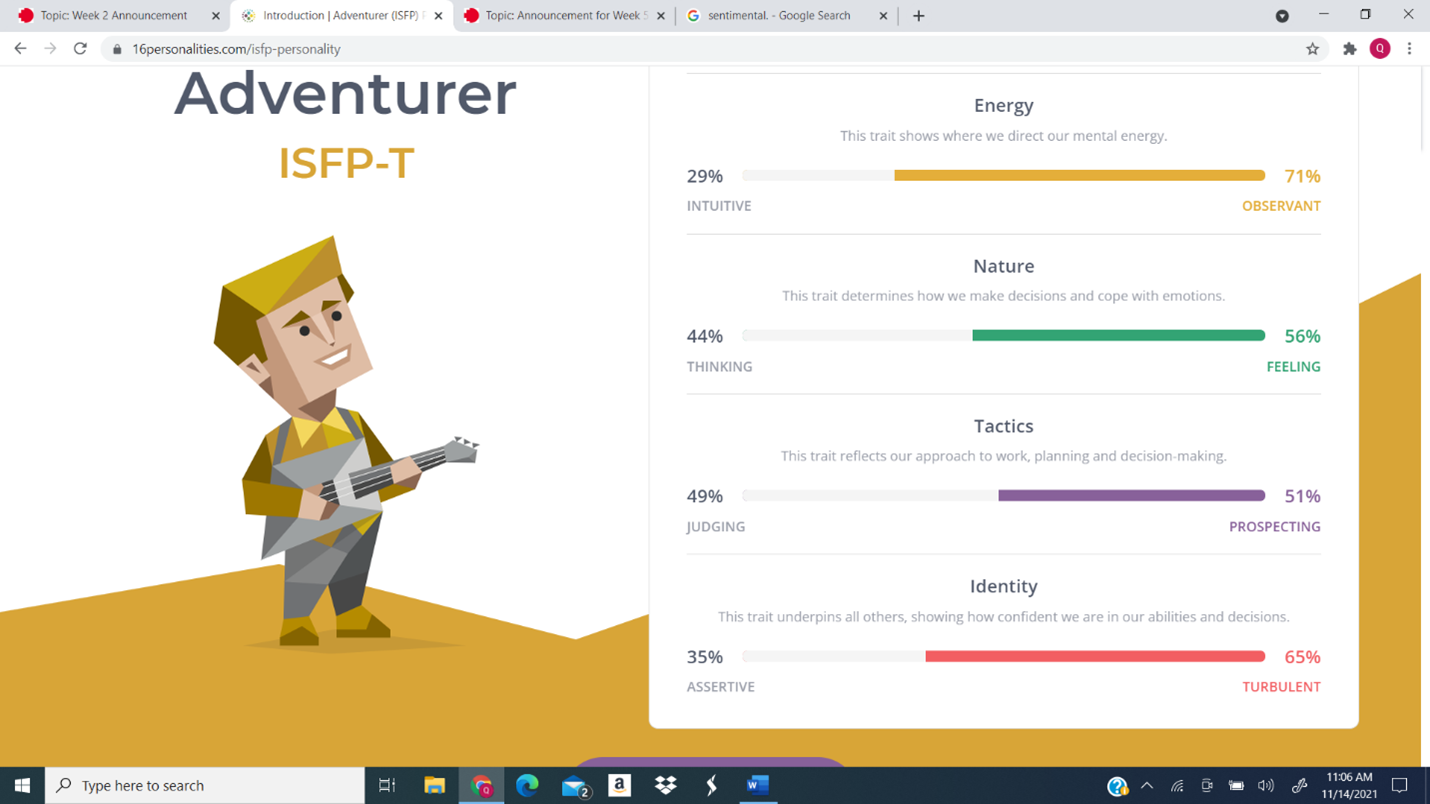 Topic: Week 2 Announcement
Introduction | Adventurer (ISFP) P
Topic: Announcement for Week 5
sentimental. - Google Search
16personalities.com/isfp-personality
Q
Adventurer
ISFP-T
Energy
This trait shows where we direct our mental energy.
29% 71%
INTUITIVE OBSERVANT
Nature
This trait determines how we make decisions and cope with emotions.
44% 56%
THINKING FEELING
Tactics
This trait reflects our approach to work, planning and decision-making.
49% 51%
JUDGING PROSPECTING
Identity
This trait underpins all others, showing how confident we are in our abilities and decisions.
35% 65%
ASSERTIVE TURBULENT
Type here to search
2
11:06 AM
11/14/2021